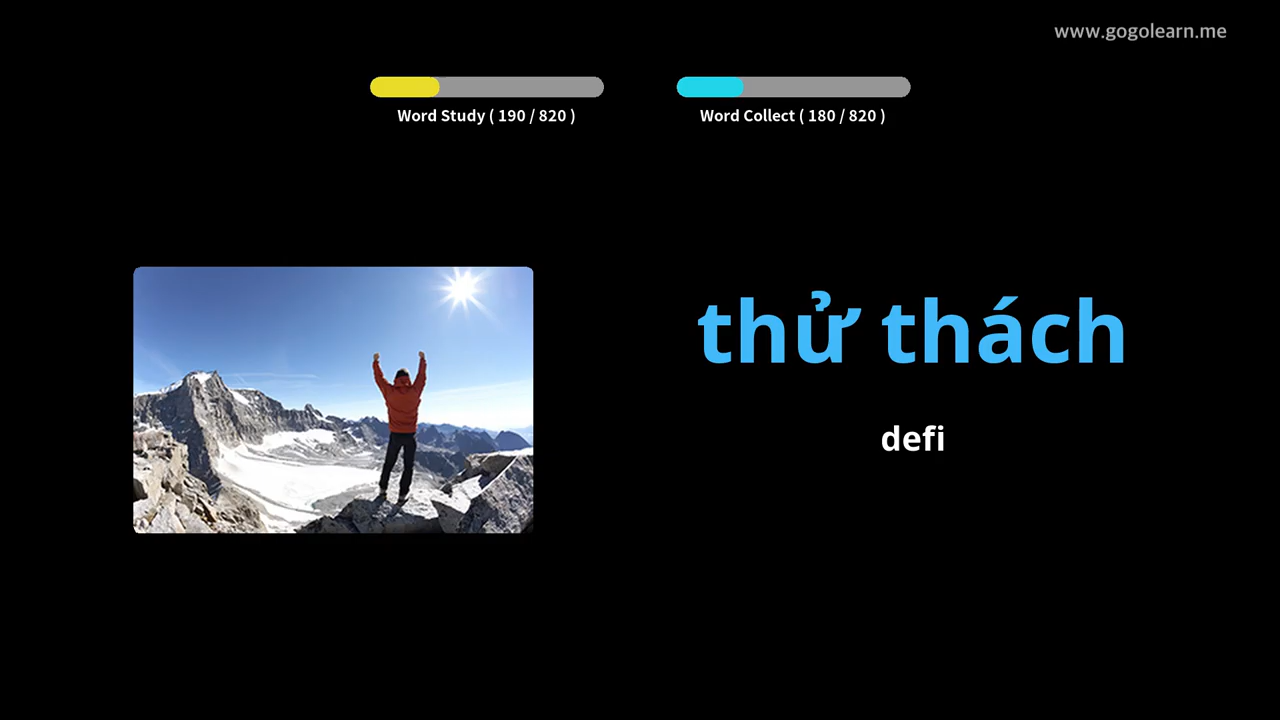 www.gogolearn.me
Word Study ( 190 / 820 )
Word Collect ( 180 / 820 )
thử thách
defi